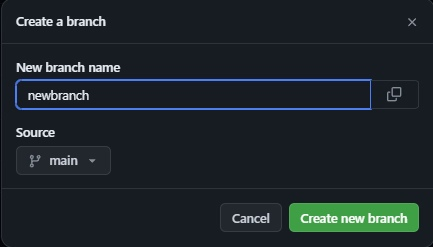 Create a branch
New branch name
newbranch
Source
main
Cancel
Create new branch